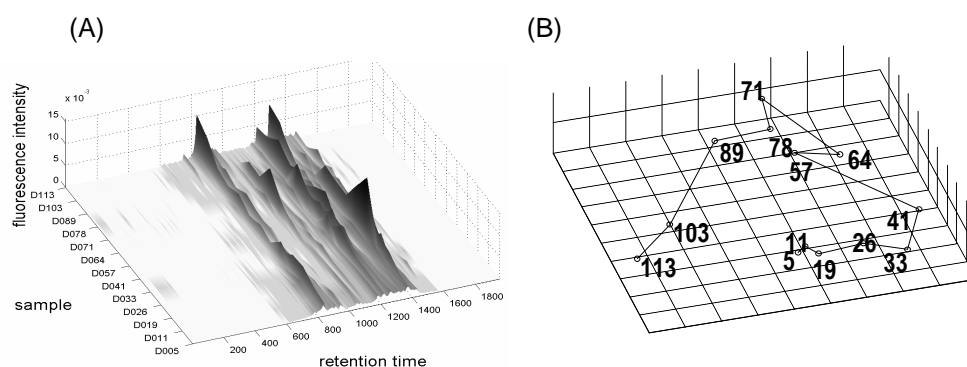 (A)
(B)
fluorescence intensity
x 10⁻³
15
10
5
0
D113
D103
D089
D078
D071
D064
D057
D041
D033
D026
D019
D011
D005
sample
200
400
600
800
1000
1200
1400
1600
1800
retention time
71
89
78
64
57
41
103
113
11
5
19
26
33